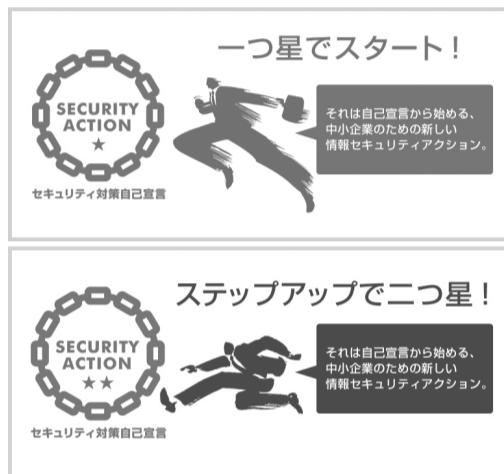 一つ星でスタート！
SECURITY
ACTION
★
セキュリティ対策自己宣言
それは自己宣言から始める、
中小企業のための新しい
情報セキュリティアクション。
ステップアップで二つ星！
SECURITY
ACTION
★★
セキュリティ対策自己宣言
それは自己宣言から始める、
中小企業のための新しい
情報セキュリティアクション。